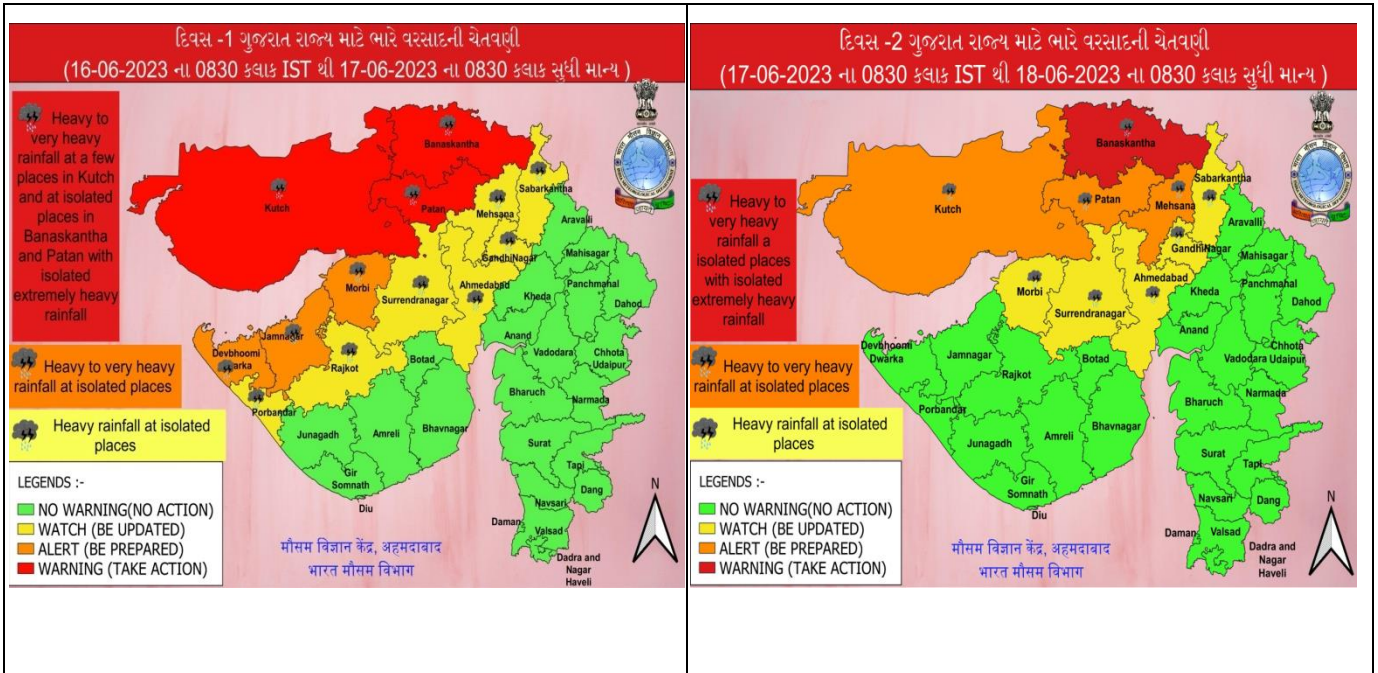 દિવસ -1 ગુજરાત રાજ્ય માટે ભારે વરસાદની ચેતવણી
(16-06-2023 ના 0830 કલાક IST થી 17-06-2023 ના 0830 કલાક સુધી માન્ય )
Heavy to
very heavy
rainfall at a few
places in Kutch
and at isolated
places in
Banaskantha
and Patan with
isolated
extremely heavy
rainfall
Heavy to very heavy
rainfall at isolated places
Heavy rainfall at isolated
places
LEGENDS :-
NO WARNING(NO ACTION)
WATCH (BE UPDATED)
ALERT (BE PREPARED)
WARNING (TAKE ACTION)
Banaskantha
Kutch
Patan
Sabarkantha
Mehsana
Aravalli
GandhiNagar
Mahisagar
Morbi
Surrendranagar
Ahmedabad
Panchmahal
Kheda
Dahod
Jamnagar
Devbhoomi
Dwarka
Rajkot
Botad
Anand
Vadodara
Chhota
Udaipur
Porbandar
Bharuch
Narmada
Junagadh
Amreli
Bhavnagar
Surat
Gir
Somnath
Tapi
Diu
Navsari
Dang
Daman
Valsad
Dadra and
Nagar
Haveli
N
मौसम विज्ञान केंद्र, अहमदाबाद
भारत मौसम विभाग
દિવસ -2 ગુજરાત રાજ્ય માટે ભારે વરસાદની ચેતવણી
(17-06-2023 ના 0830 કલાક IST થી 18-06-2023 ના 0830 કલાક સુધી માન્ય )
Heavy to
very heavy
rainfall a
isolated places
with isolated
extremely heavy
rainfall
Heavy to very heavy
rainfall at isolated places
Heavy rainfall at isolated
places
LEGENDS :-
NO WARNING(NO ACTION)
WATCH (BE UPDATED)
ALERT (BE PREPARED)
WARNING (TAKE ACTION)
Banaskantha
Kutch
Patan
Mehsana
Sabarkantha
Aravalli
GandhiNagar
Mahisagar
Morbi
Ahmedabad
Panchmahal
Kheda
Dahod
Surrendranagar
Anand
Devbhoomi
Dwarka
Jamnagar
Rajkot
Botad
Vadodara
Chhota
Udaipur
Porbandar
Bharuch
Narmada
Junagadh
Amreli
Bhavnagar
Surat
Tapi
Gir
Somnath
Diu
Navsari
Dang
Daman
Valsad
Dadra and
Nagar
Haveli
N
मौसम विज्ञान केंद्र, अहमदाबाद
भारत मौसम विभाग